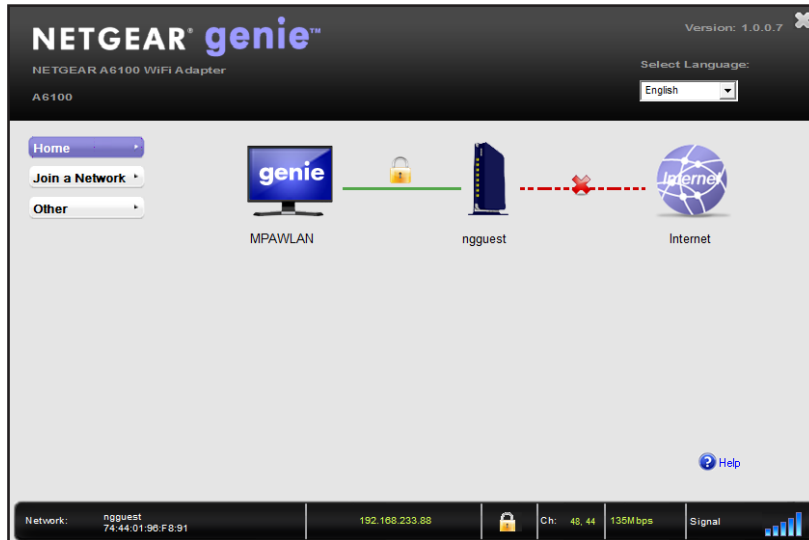 NETGEAR® genie™
Version: 1.0.0.7
NETGEAR A6100 WiFi Adapter
Select Language:
A6100
English
Home
Join a Network
Other
genie
Internet
MPAWLAN
ngguest
Internet
Help
Network:
ngguest
74:44:01:96:F8:91
192.168.233.88
Ch: 48, 44
135Mbps
Signal